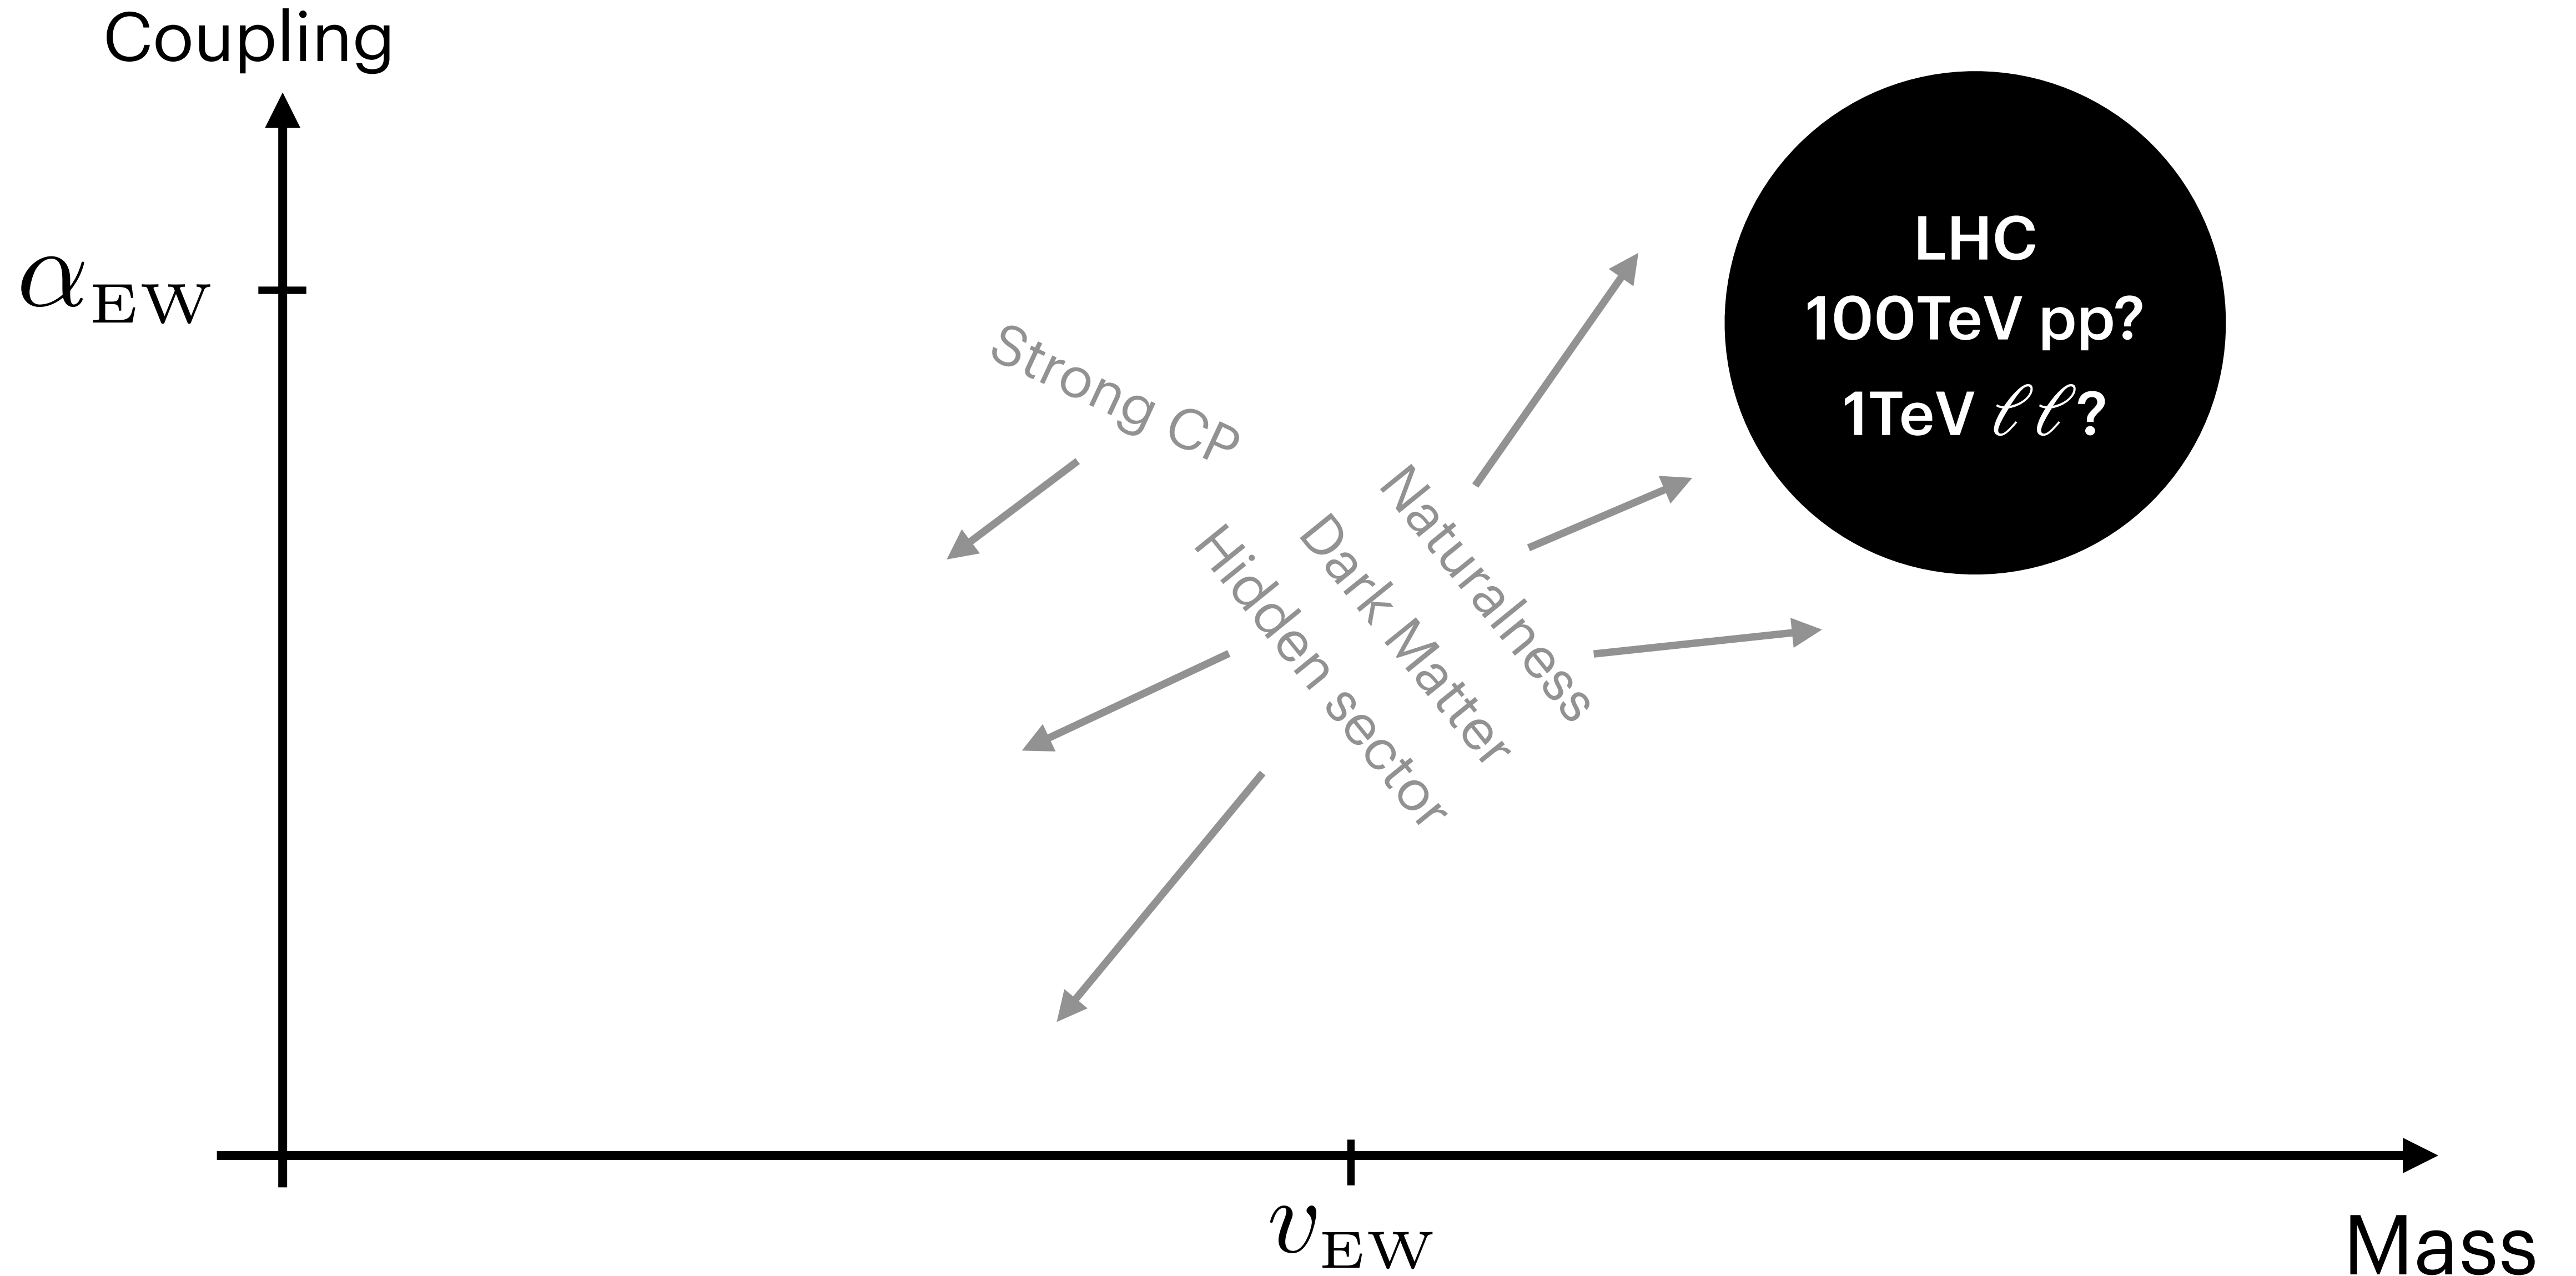 Coupling
α_EW
LHC
100TeV pp?
1TeV ℓℓ?
Strong CP
Naturalness
Dark Matter
Hidden sector
v_EW
Mass